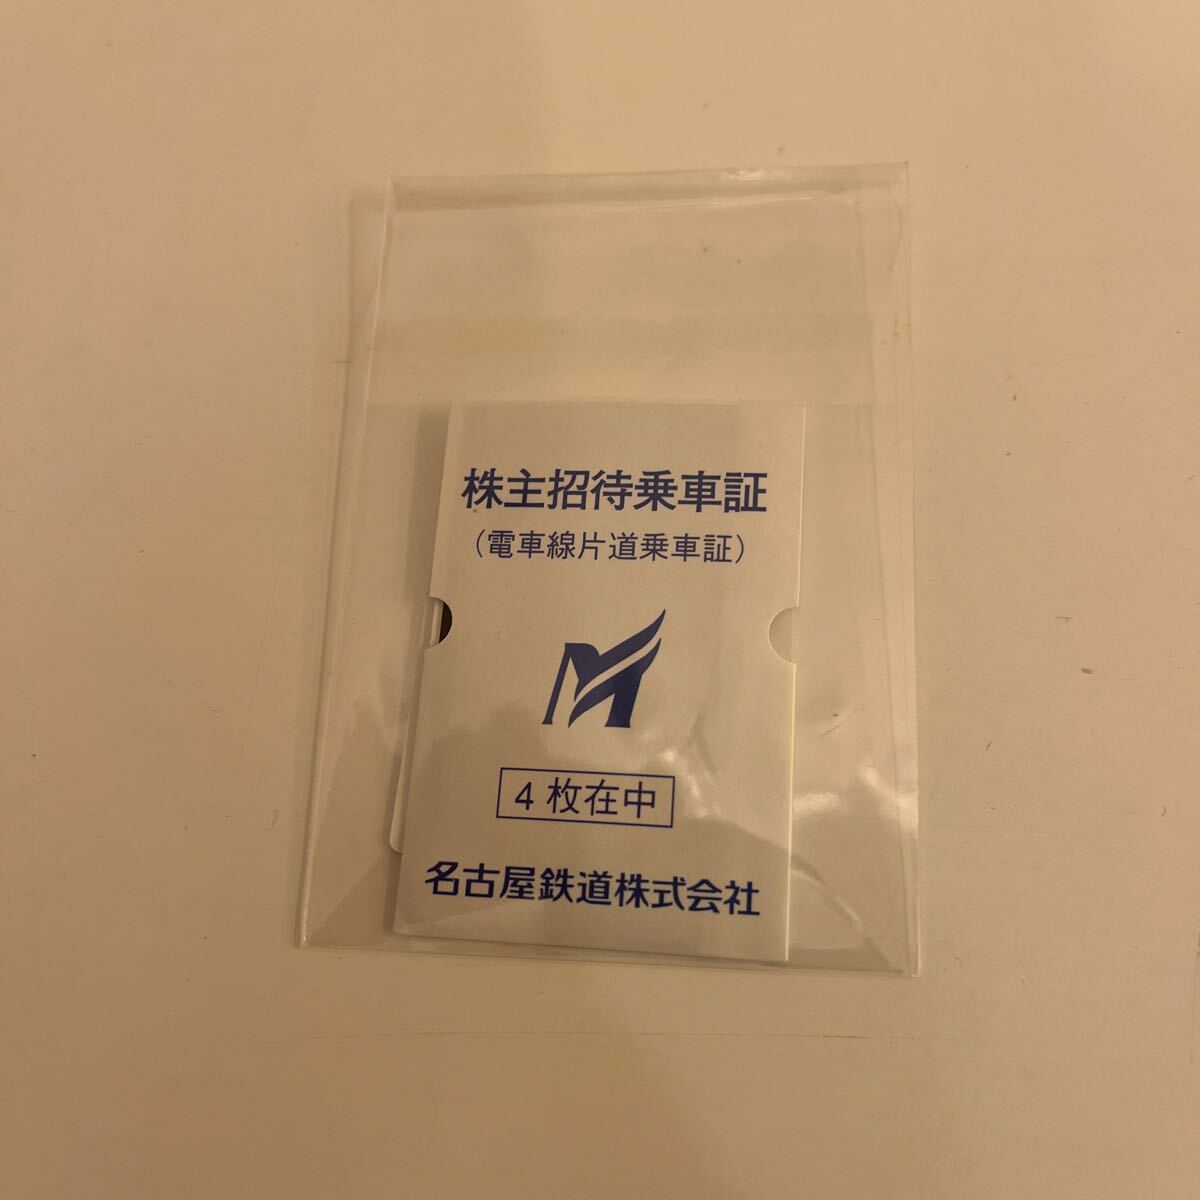 株主招待乗車証
（電車線片道乗車証）
4枚在中
名古屋鉄道株式会社